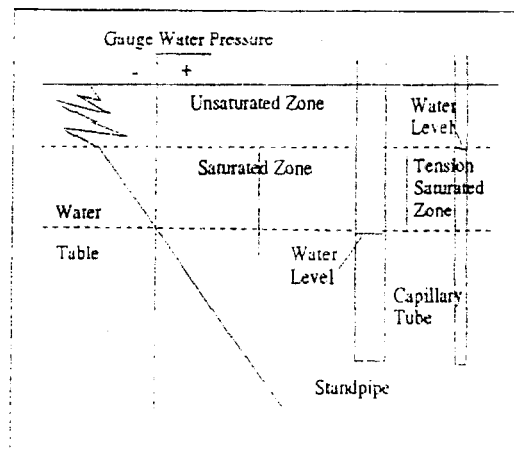 Gauge Water Pressure
- +
Unsaturated Zone
Water
Level
Saturated Zone
Tension
Saturated
Zone
Water
Table
Water
Level
Capillary
Tube
Standpipe